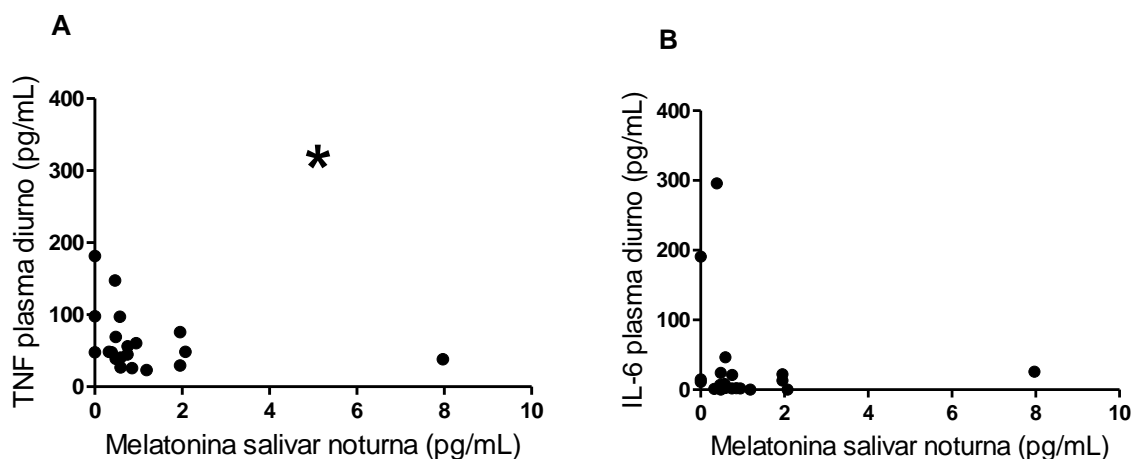 A
TNF plasma diurno (pg/mL)
400
300
200
100
0
*
0 2 4 6 8 10
Melatonina salivar noturna (pg/mL)
B
IL-6 plasma diurno (pg/mL)
400
300
200
100
0
0 2 4 6 8 10
Melatonina salivar noturna (pg/mL)